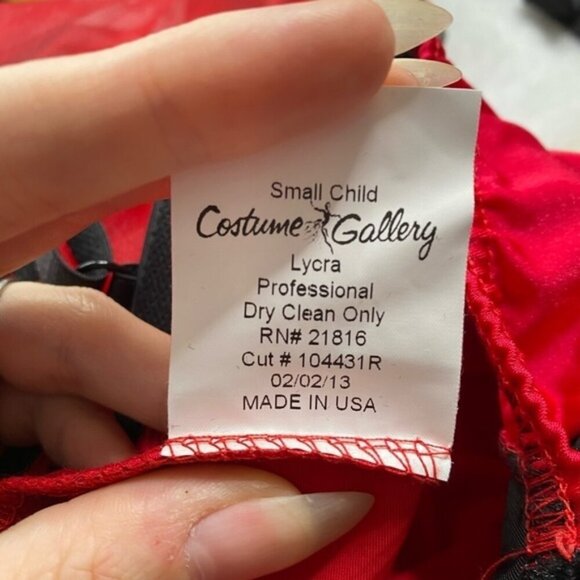 Small Child
Costume Gallery
Lycra
Professional
Dry Clean Only
RN# 21816
Cut # 104431R
02/02/13
MADE IN USA